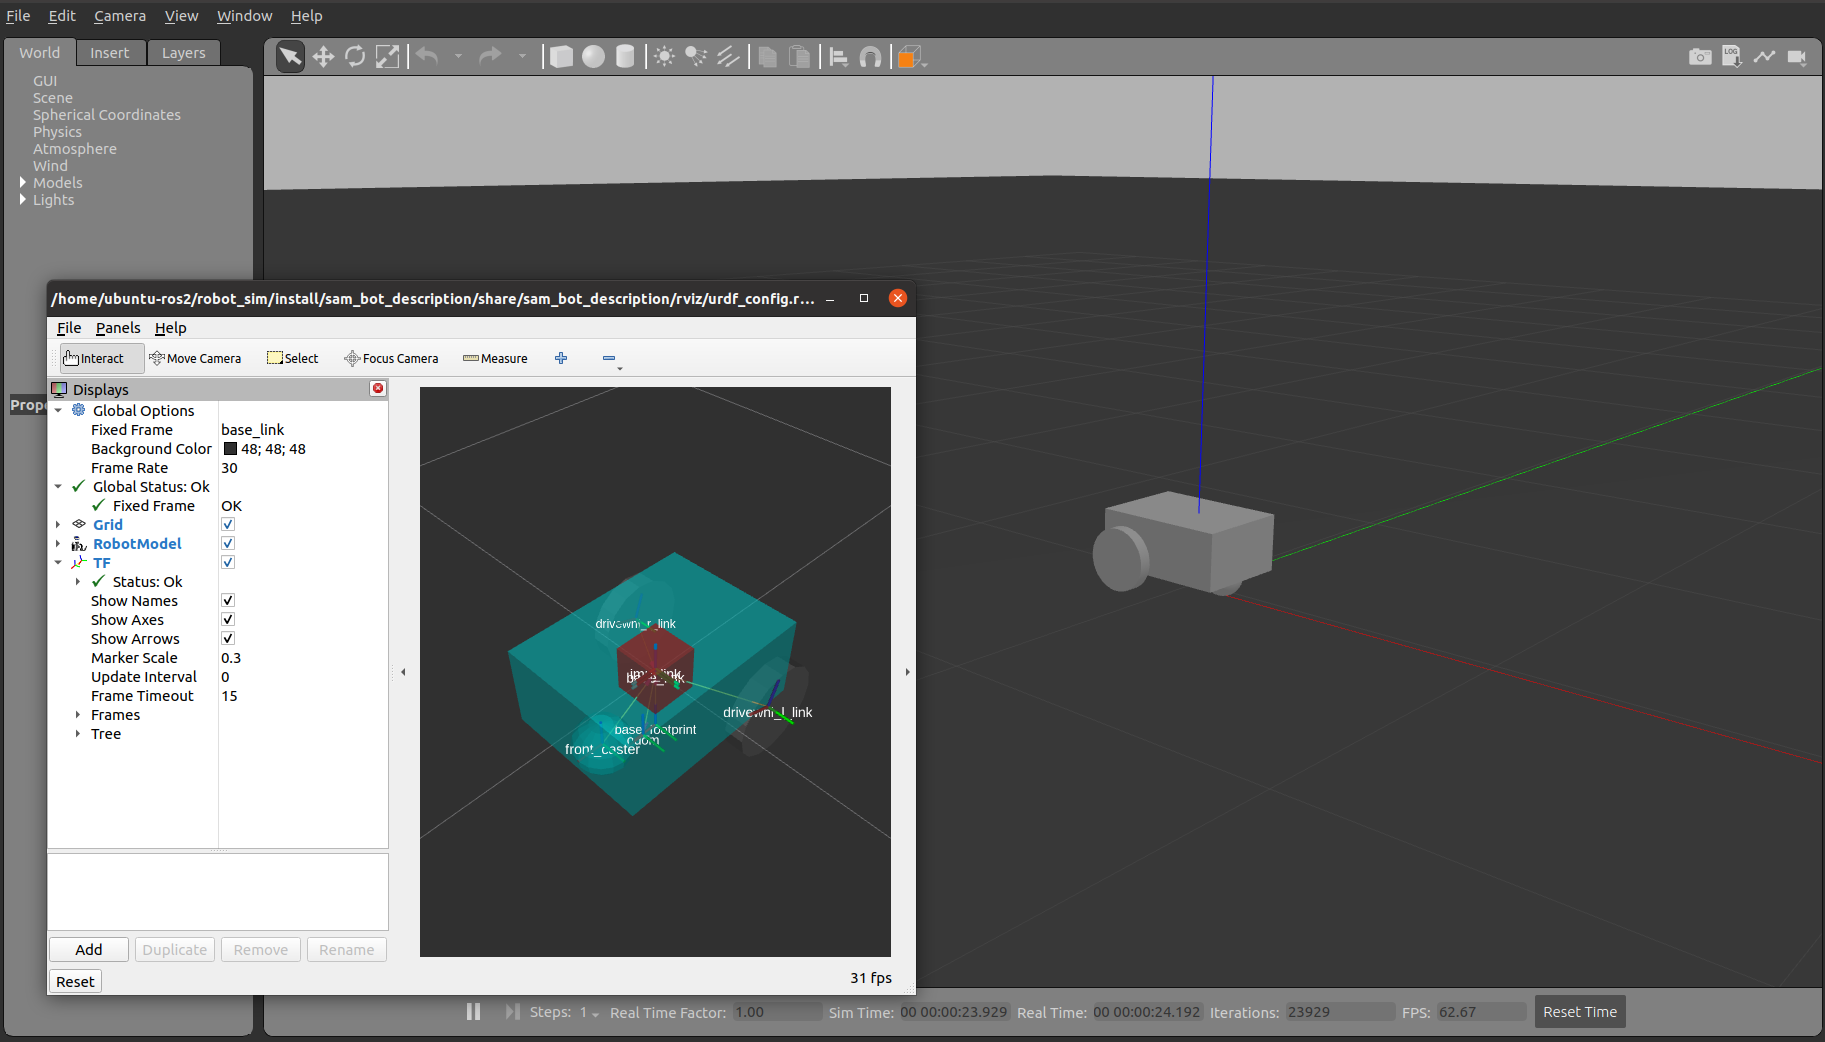 File Edit Camera View Window Help
World Insert Layers
LOG
GUI
Scene
Spherical Coordinates
Physics
Atmosphere
Wind
Models
Lights
/home/ubuntu-ros2/robot_sim/install/sam_bot_description/share/sam_bot_description/rviz/urdf_config.r...
File Panels Help
Interact Move Camera Select Focus Camera Measure
Displays
Global Options
Fixed Frame base_link
Background Color 48; 48; 48
Frame Rate 30
Global Status: Ok
Fixed Frame OK
Grid
RobotModel
TF
Status: Ok
Show Names
Show Axes
Show Arrows
Marker Scale 0.3
Update Interval 0
Frame Timeout 15
Frames
Tree
Add Duplicate Remove Rename
Reset
Prope
drivewhl_r_link
imu_link
base_link
drivewhl_l_link
base_footprint
odom
front_caster
31 fps
Steps: 1 Real Time Factor: 1.00 Sim Time: 00 00:00:23.929 Real Time: 00 00:00:24.192 Iterations: 23929 FPS: 62.67 Reset Time